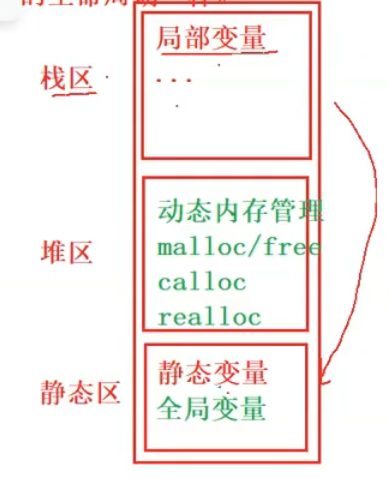 局部变量
栈区
...
动态内存管理
malloc/free
堆区
calloc
realloc
静态变量
静态区
全局变量